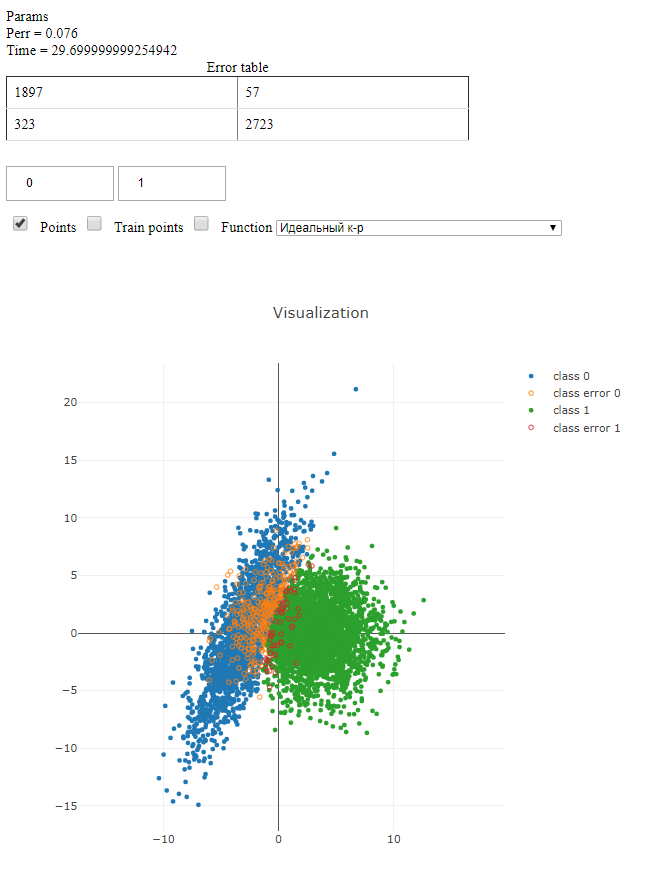 Params
Perr = 0.076
Time = 29.699999999254942
Error table
1897 57
323 2723
0 1
Points Train points Function Идеальный к-р
Visualization
class 0
class error 0
class 1
class error 1
20
15
10
5
0
−5
−10
−15
−10 0 10